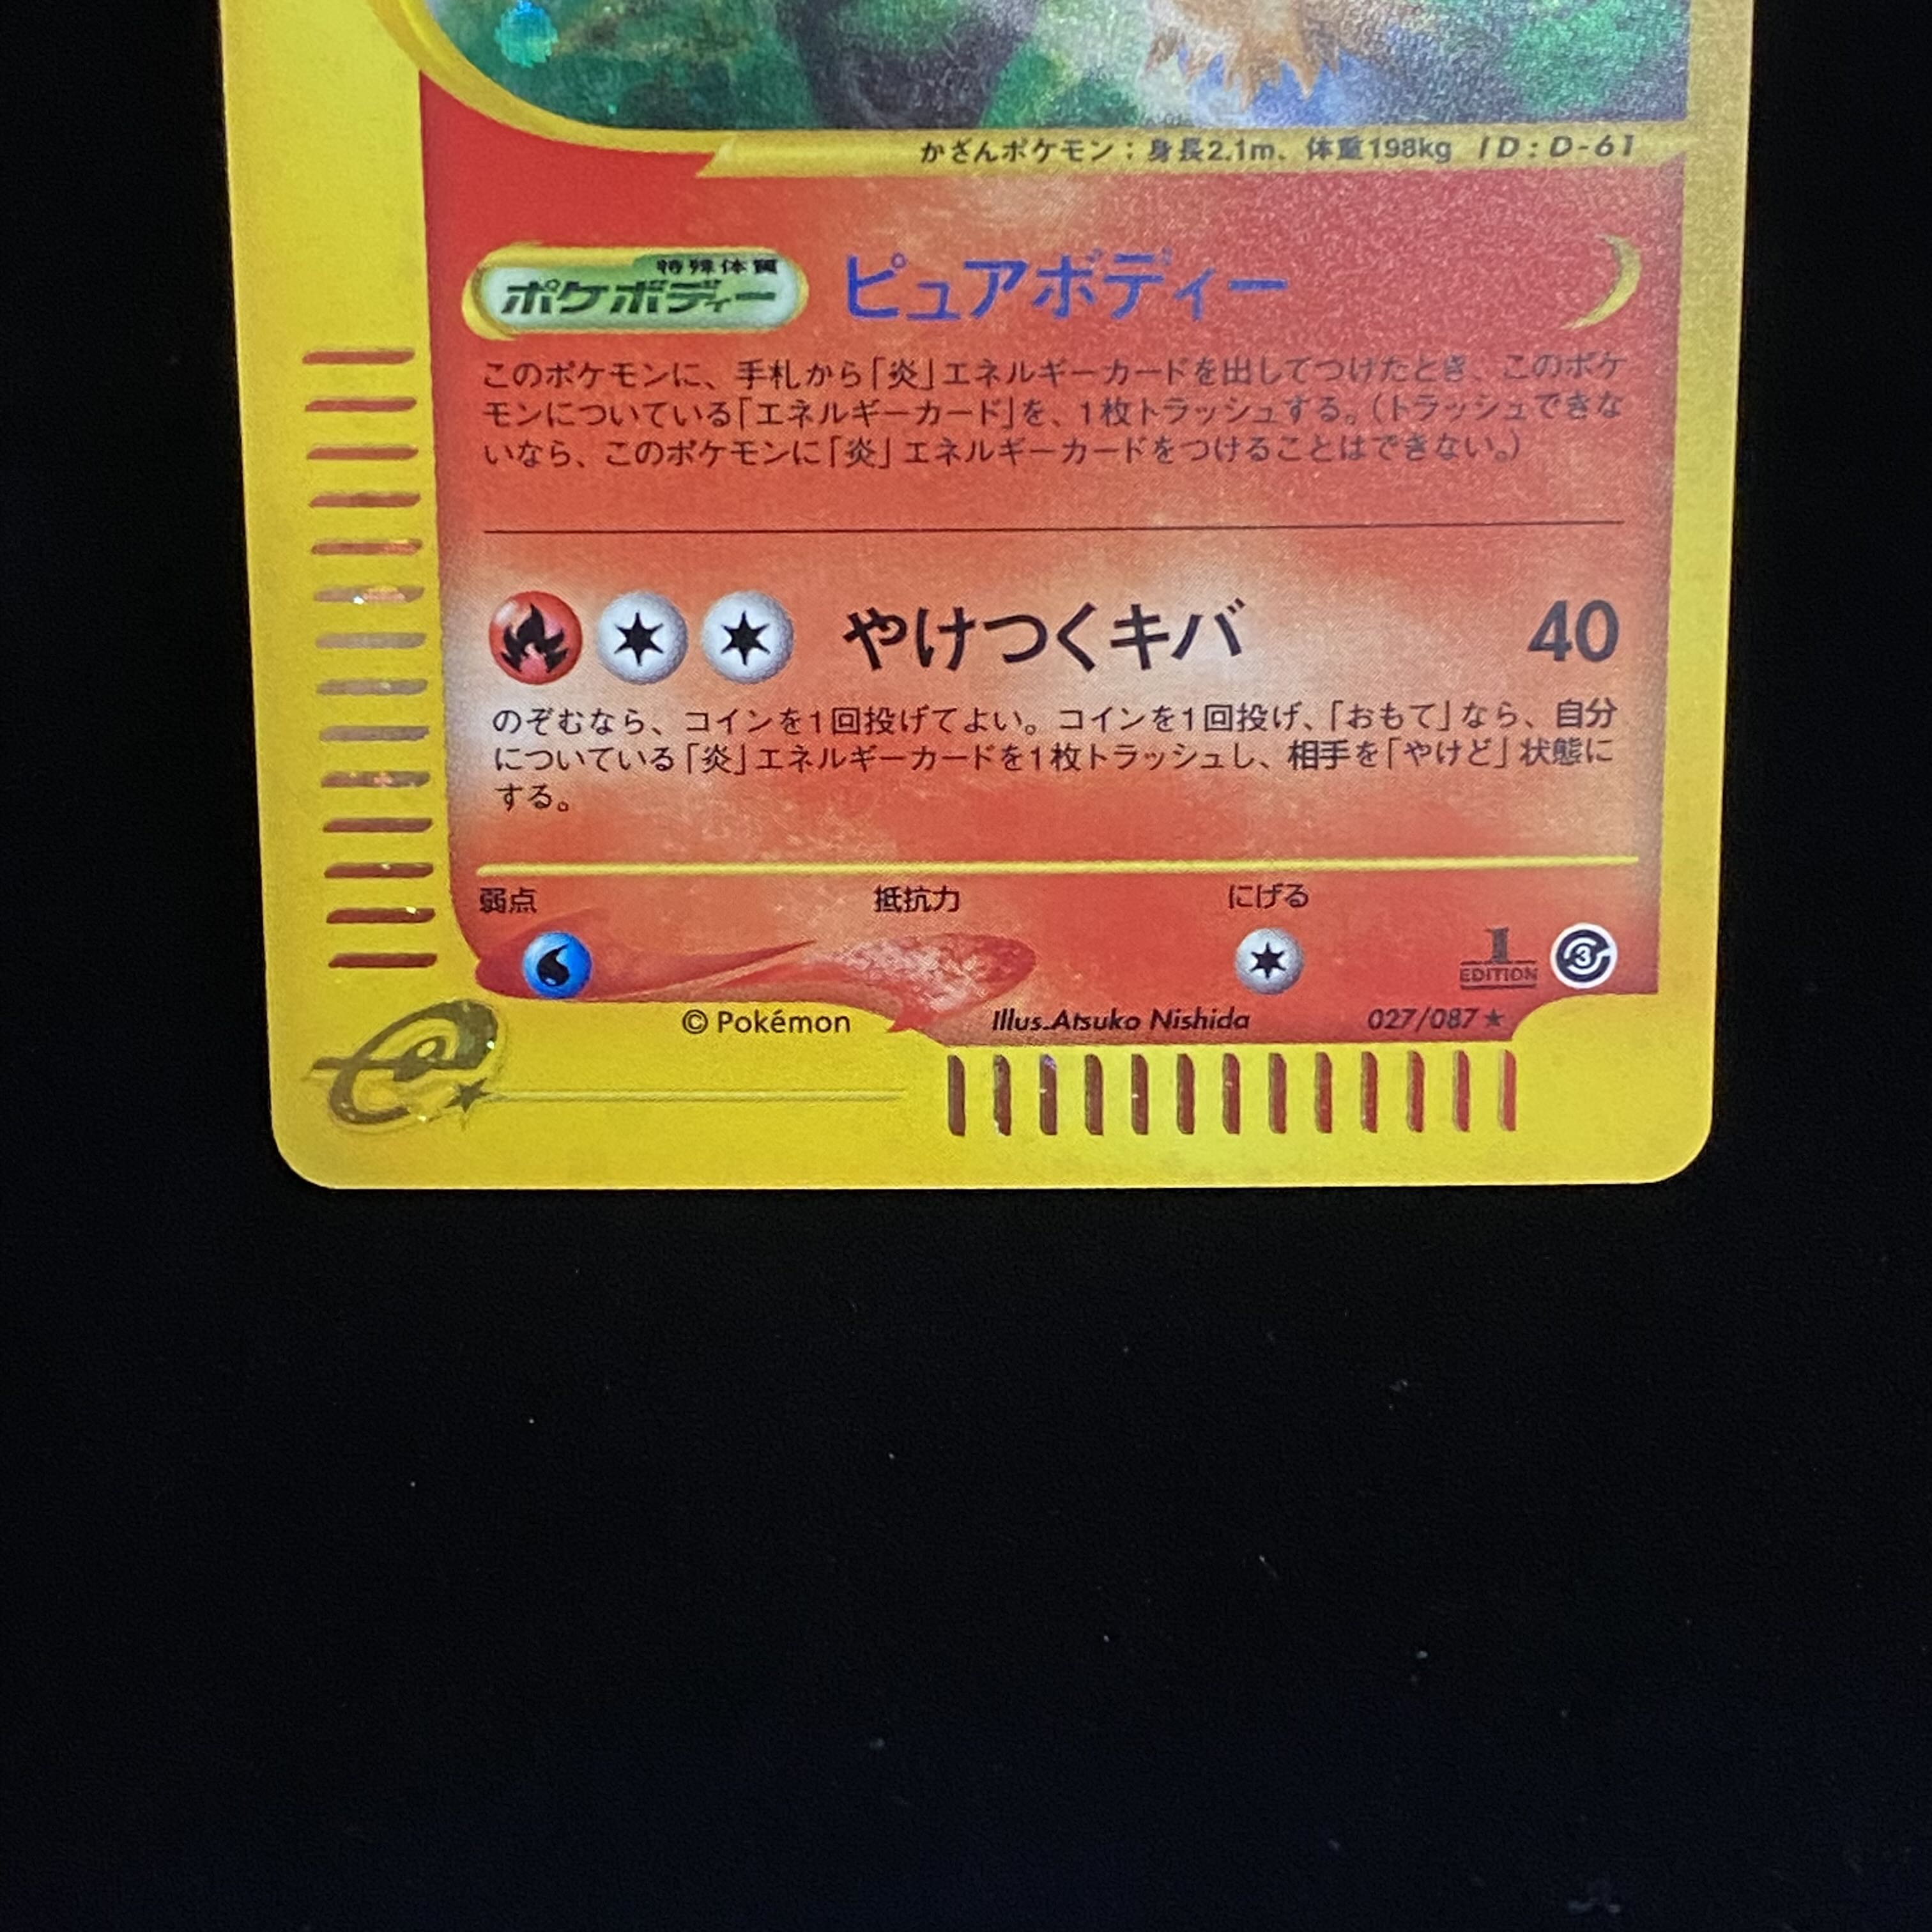 かざんポケモン：身長2.1m、体重198kg ID:D-61
特殊体質
ポケボディー ピュアボディー
このポケモンに、手札から「炎」エネルギーカードを出してつけたとき、このポケ
モンについている「エネルギーカード」を、1枚トラッシュする。（トラッシュできな
いなら、このポケモンに「炎」エネルギーカードをつけることはできない。）
やけつくキバ 40
のぞむなら、コインを1回投げてよい。コインを1回投げ、「おもて」なら、自分
についている「炎」エネルギーカードを1枚トラッシュし、相手を「やけど」状態に
する。
弱点 抵抗力 にげる
1 EDITION 3
© Pokémon Illus.Atsuko Nishida 027/087★
e